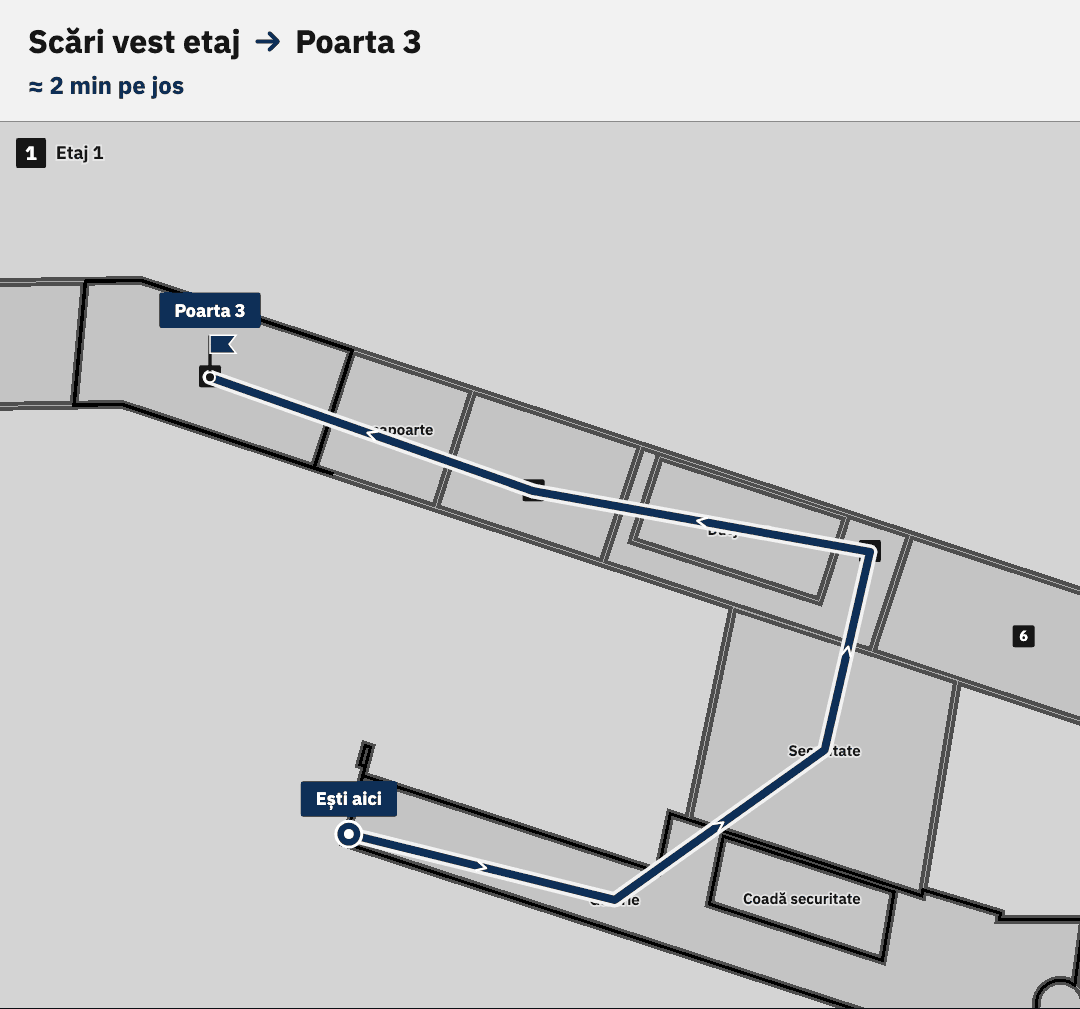 Scări vest etaj → Poarta 3
≈ 2 min pe jos
1 Etaj 1
Poarta 3
6
Ești aici
Coadă securitate